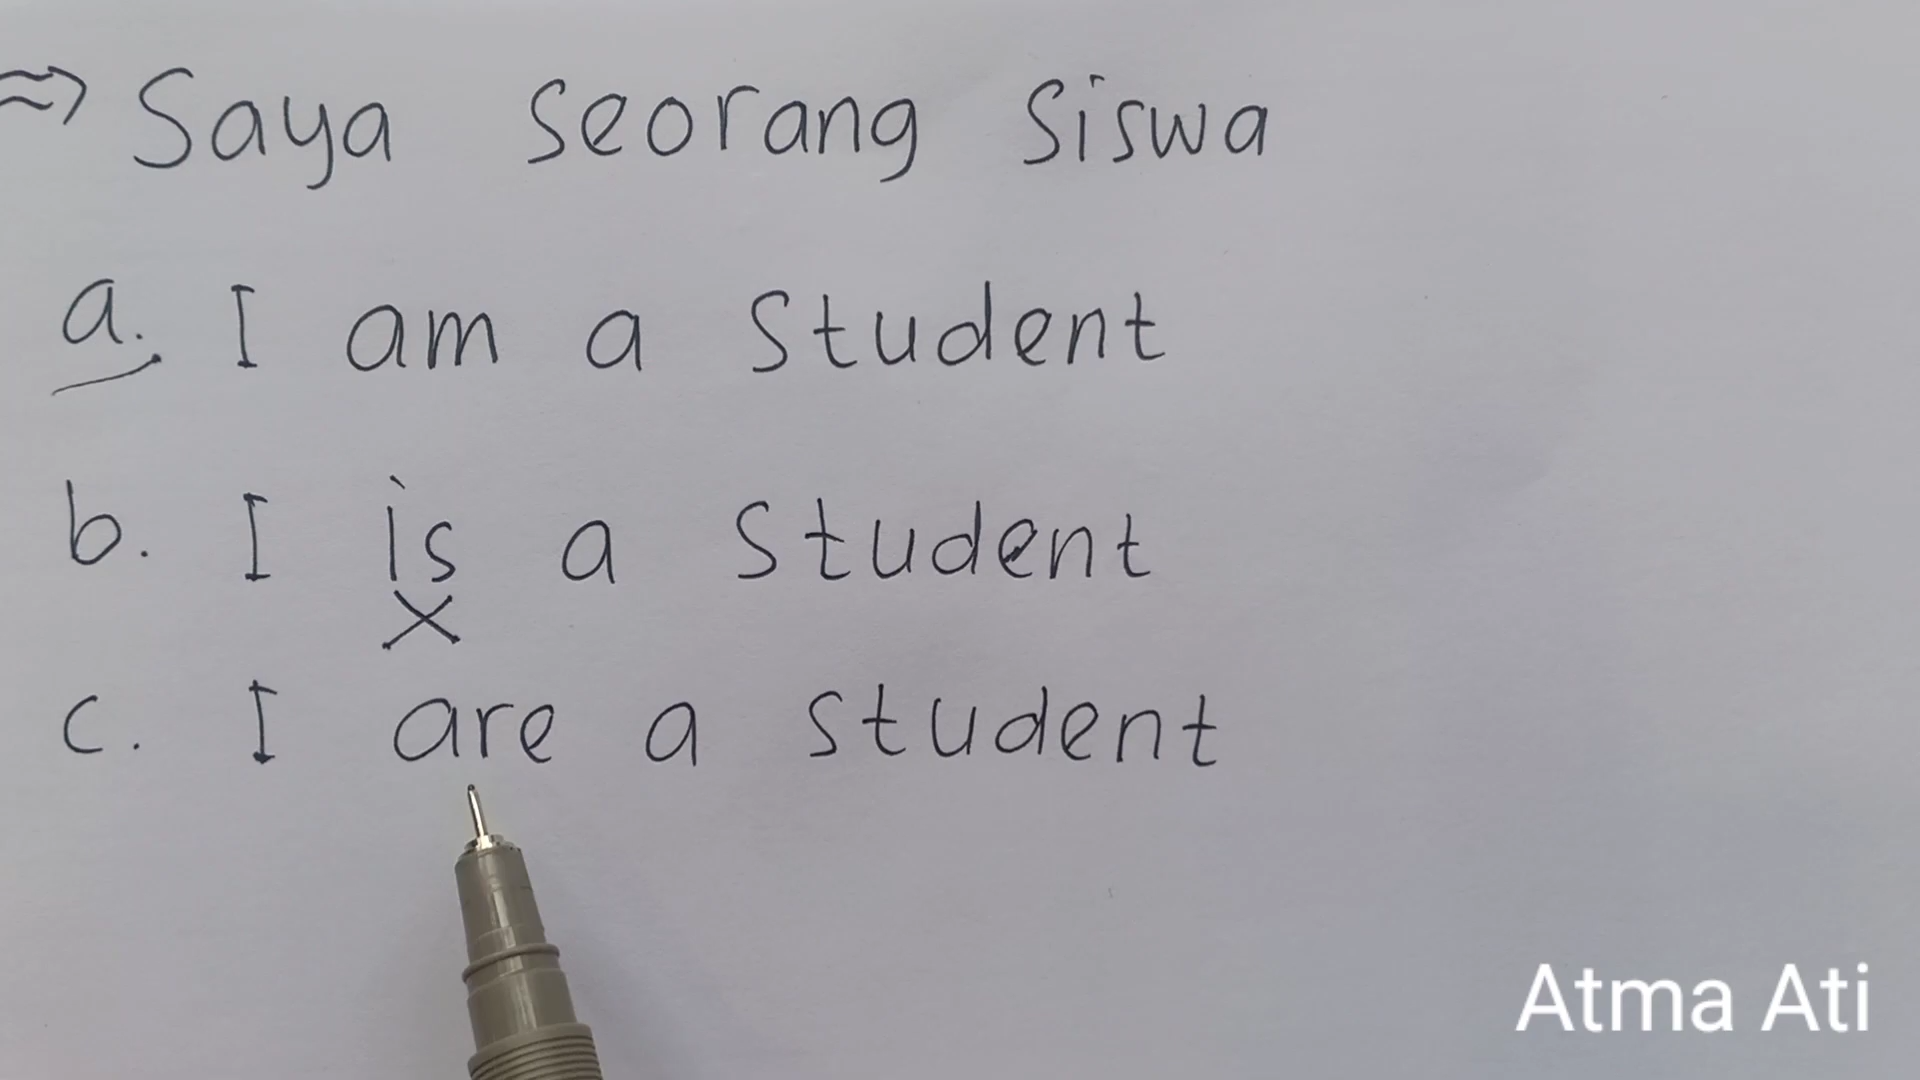 ⇒ Saya seorang siswa
a. I am a student
b. I is a student
X
c. I are a student
Atma Ati